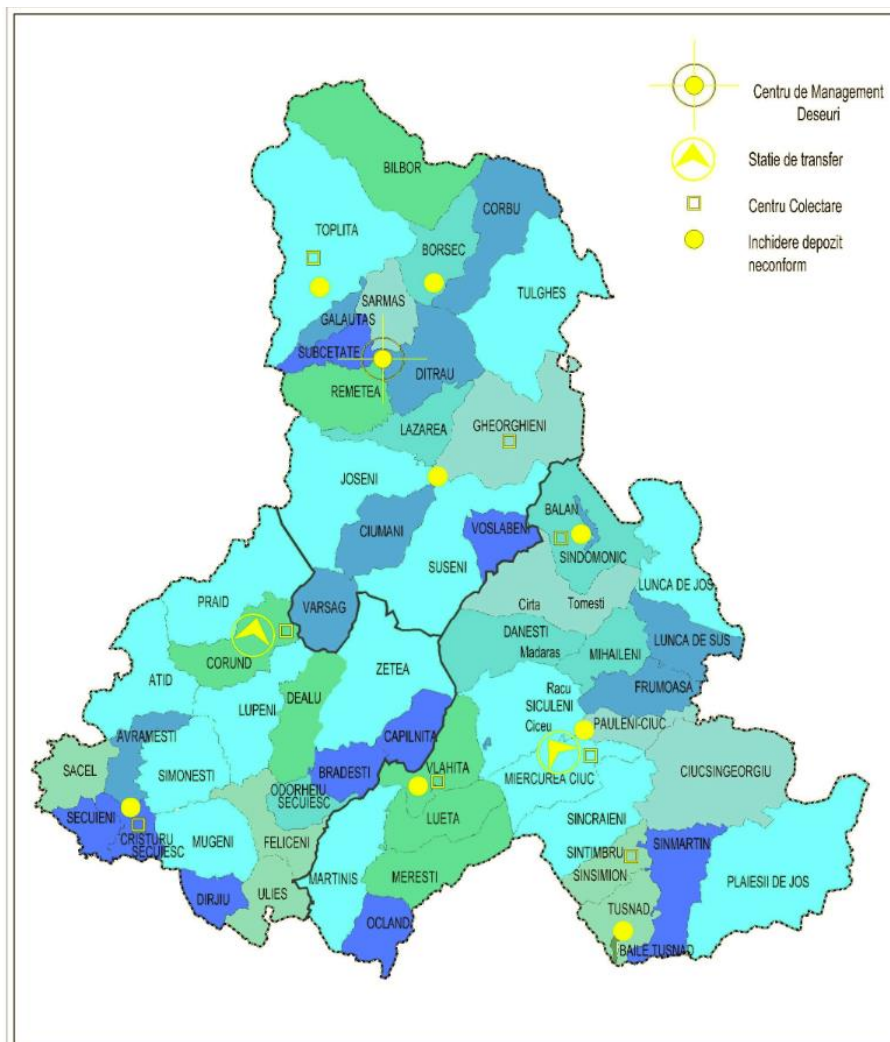 Centru de Management
Deseuri
Statie de transfer
Centru Colectare
Inchidere depozit
neconform
BILBOR
CORBU
TOPLITA
BORSEC
TULGHES
SARMAS
GALAUTAS
SUBCETATE
DITRAU
REMETEA
LAZAREA
GHEORGHIENI
JOSENI
BALAN
CIUMANI
VOSLABENI
SINDOMONIC
SUSENI
LUNCA DE JOS
PRAID
VARSAG
Cirta
Tomesti
DANESTI
LUNCA DE SUS
Madaras
MIHAILENI
CORUND
ZETEA
ATID
FRUMOASA
DEALU
Racu
LUPENI
SICULENI
PAULENI-CIUC
Ciceu
AVRAMESTI
CAPILNITA
SACEL
VLAHITA
CIUCSINGEORGIU
SIMONESTI
BRADESTI
MIERCUREA CIUC
ODORHEIU
SECUIESC
SECUIENI
LUETA
SINCRAIENI
CRISTURU
SECUIESC
MUGENI
FELICENI
SINTIMBRU
SINMARTIN
SINSIMION
MARTINIS
MERESTI
PLAIESII DE JOS
DIRJIU
ULIES
TUSNAD
OCLAND
BAILE TUSNAD